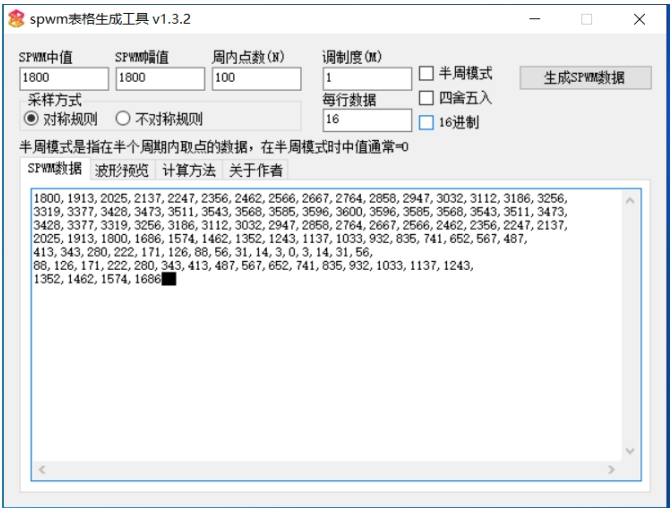 spwm表格生成工具 v1.3.2
SPWM中值 SPWM幅值 周内点数(N) 调制度(M)
1800 1800 100 1
半周模式
生成SPWM数据
采样方式
对称规则 不对称规则
每行数据
16
四舍五入
16进制
半周模式是指在半个周期内取点的数据，在半周模式时中值通常=0
SPWM数据 波形预览 计算方法 关于作者
1800, 1913, 2025, 2137, 2247, 2356, 2462, 2566, 2667, 2764, 2858, 2947, 3032, 3112, 3186, 3256,
3319, 3377, 3428, 3473, 3511, 3543, 3568, 3585, 3596, 3600, 3596, 3585, 3568, 3543, 3511, 3473,
3428, 3377, 3319, 3256, 3186, 3112, 3032, 2947, 2858, 2764, 2667, 2566, 2462, 2356, 2247, 2137,
2025, 1913, 1800, 1686, 1574, 1462, 1352, 1243, 1137, 1033, 932, 835, 741, 652, 567, 487,
413, 343, 280, 222, 171, 126, 88, 56, 31, 14, 3, 0, 3, 14, 31, 56,
88, 126, 171, 222, 280, 343, 413, 487, 567, 652, 741, 835, 932, 1033, 1137, 1243,
1352, 1462, 1574, 1686